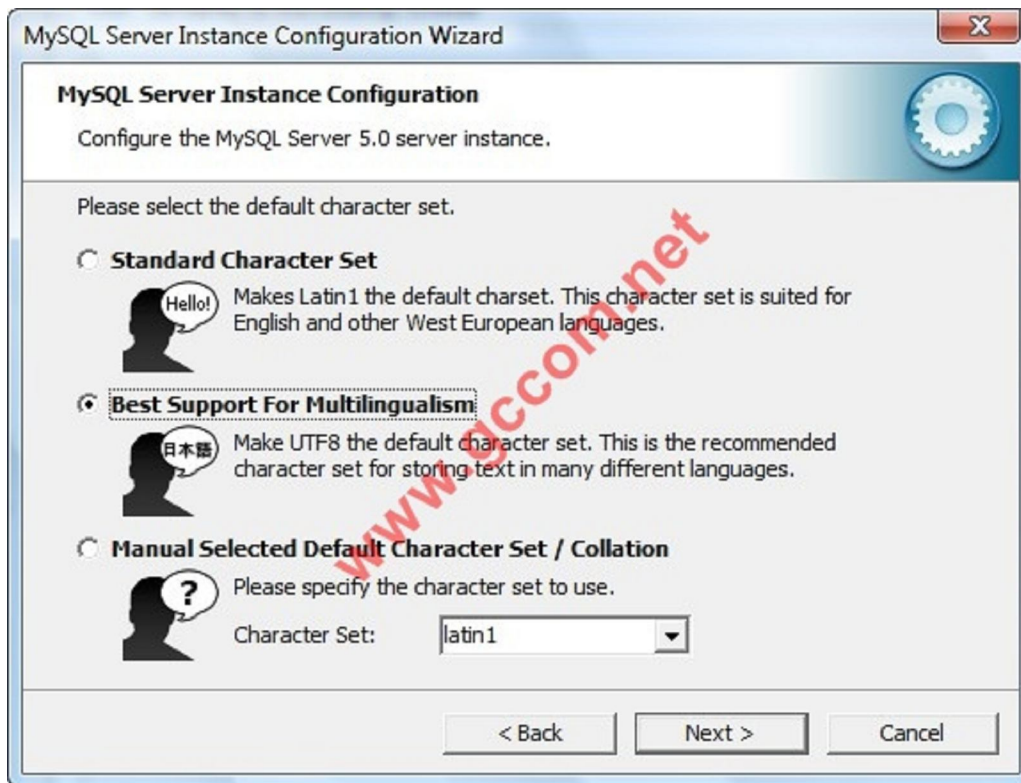 MySQL Server Instance Configuration Wizard
MySQL Server Instance Configuration
Configure the MySQL Server 5.0 server instance.
Please select the default character set.
Standard Character Set
Hello!
Makes Latin1 the default charset. This character set is suited for
English and other West European languages.
Best Support For Multilingualism
日本語
Make UTF8 the default character set. This is the recommended
character set for storing text in many different languages.
Manual Selected Default Character Set / Collation
?
Please specify the character set to use.
Character Set: latin1
< Back Next > Cancel
www.gccom.net